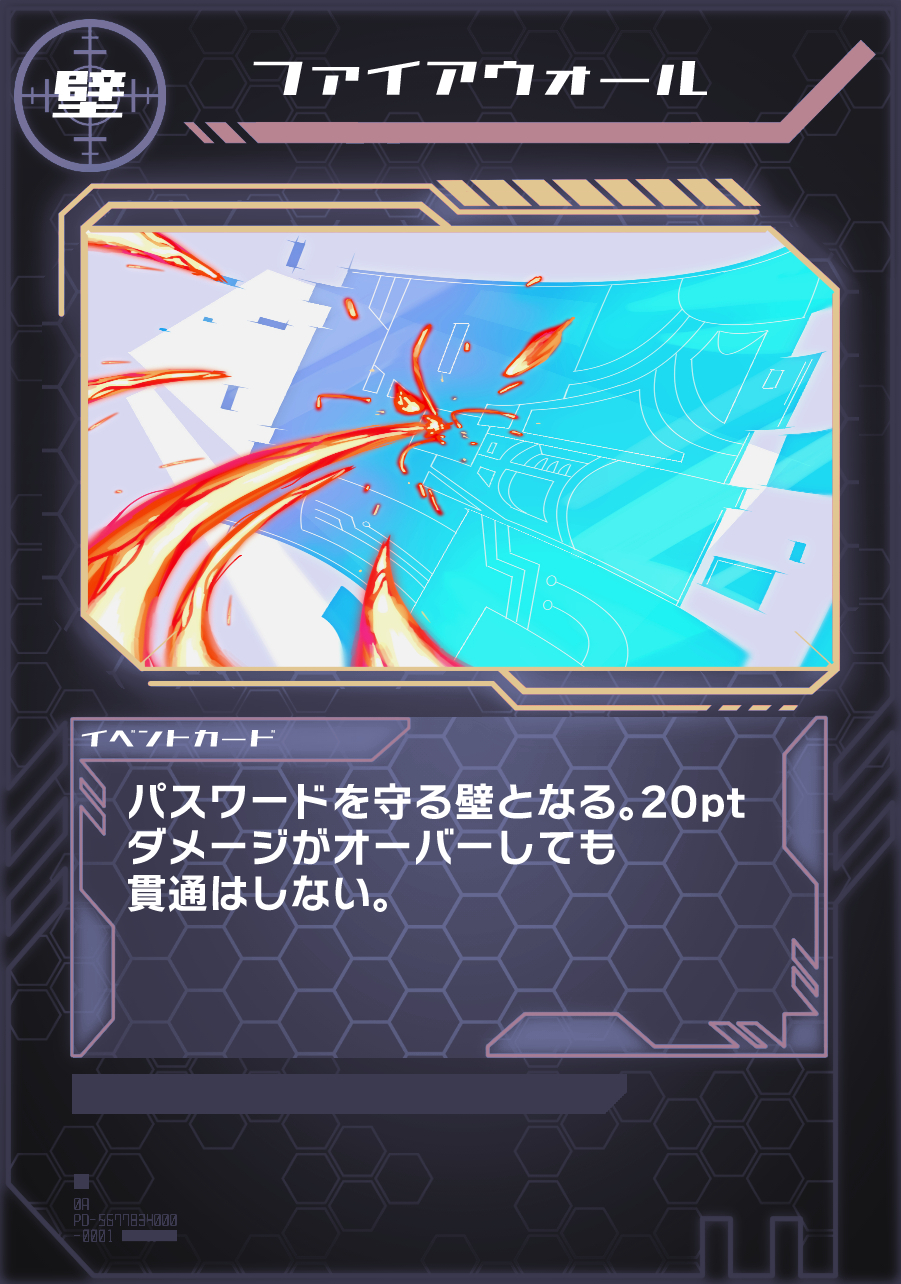 壁
ファイアウォール
イベントカード
パスワードを守る壁となる。20pt
ダメージがオーバーしても
貫通はしない。
0A
PD-5677834000
-0001